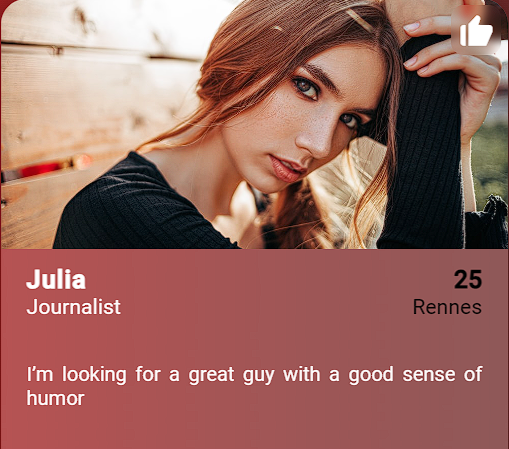 Julia 25
Journalist Rennes
I’m looking for a great guy with a good sense of
humor